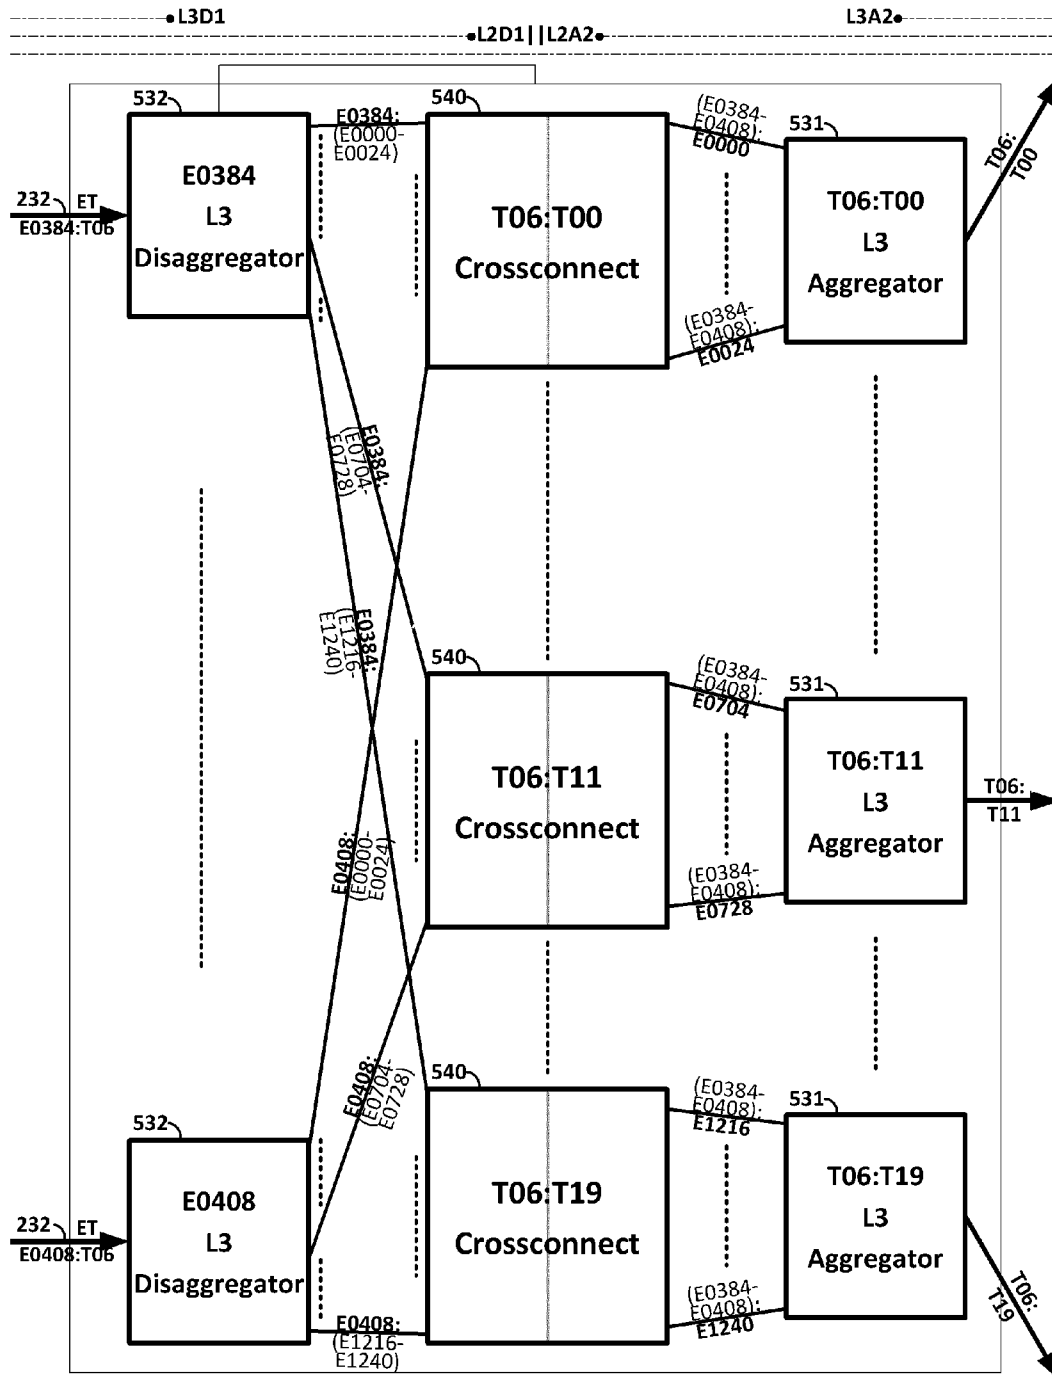 L3D1
L3A2
L2D1||L2A2
532
540
531
E0384:
(E0000-
E0024)
(E0384-
E0408):
E0000
E0384
L3
Disaggregator
T06:T00
Crossconnect
T06:T00
L3
Aggregator
T06:
T00
232
ET
E0384:T06
(E0384-
E0408):
E0024
E0384:
(E0704-
E0728)
E0384:
(E1216-
E1240)
540
531
(E0384-
E0408):
E0704
T06:T11
Crossconnect
T06:T11
L3
Aggregator
T06:
T11
E0408:
(E0000-
E0024)
(E0384-
E0408):
E0728
E0408:
(E0704-
E0728)
540
531
532
(E0384-
E0408):
E1216
E0408
L3
Disaggregator
T06:T19
Crossconnect
T06:T19
L3
Aggregator
232
ET
E0408:T06
T06:
T19
E0408:
(E1216-
E1240)
(E0384-
E0408):
E1240